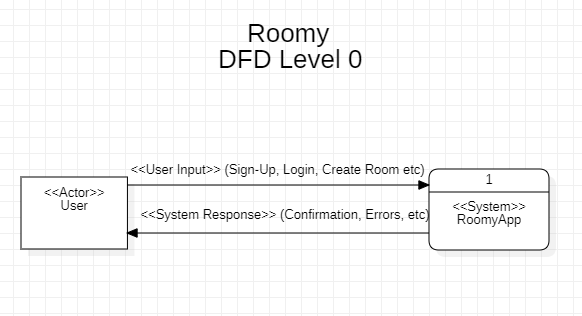 Roomy
DFD Level 0
<<User Input>> (Sign-Up, Login, Create Room etc)
1
<<Actor>>
User
<<System>>
RoomyApp
<<System Response>> (Confirmation, Errors, etc)